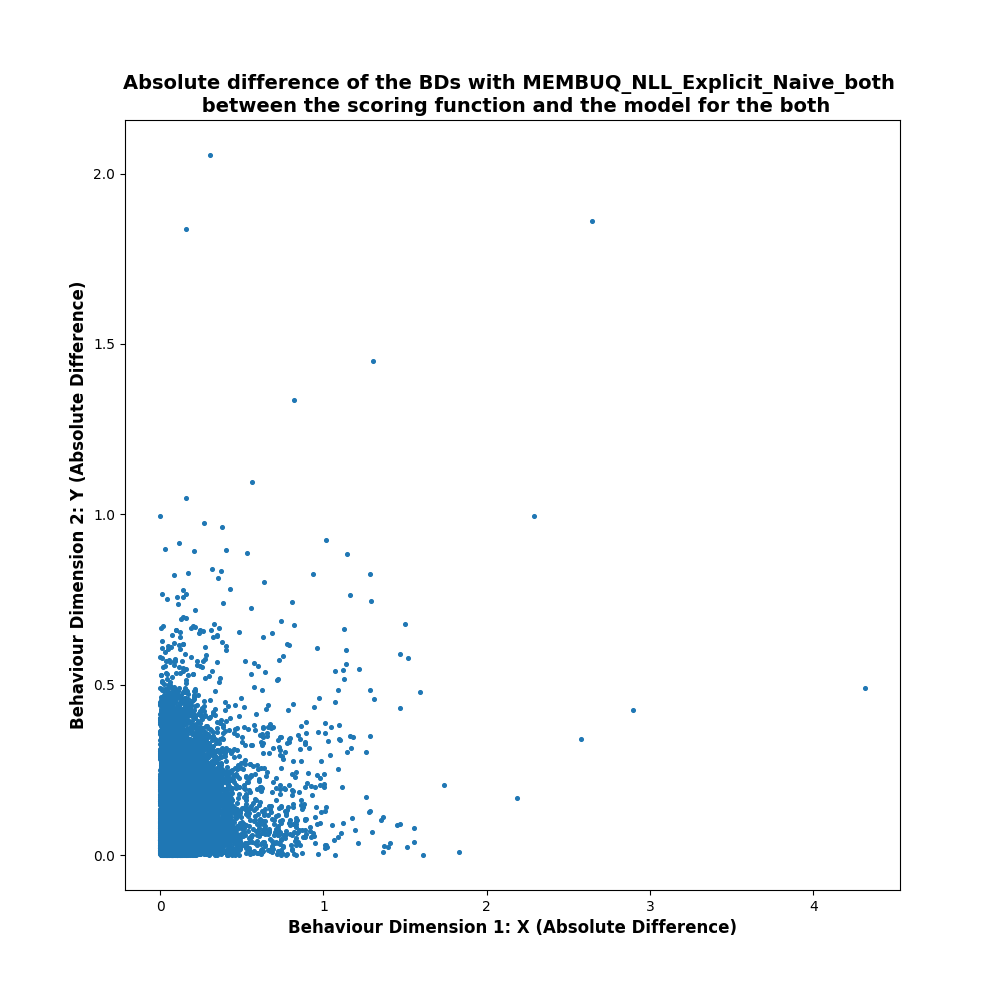 Absolute difference of the BDs with MEMBUQ_NLL_Explicit_Naive_both
between the scoring function and the model for the both
2.0
1.5
1.0
0.5
0.0
Behaviour Dimension 2: Y (Absolute Difference)
0 1 2 3 4
Behaviour Dimension 1: X (Absolute Difference)